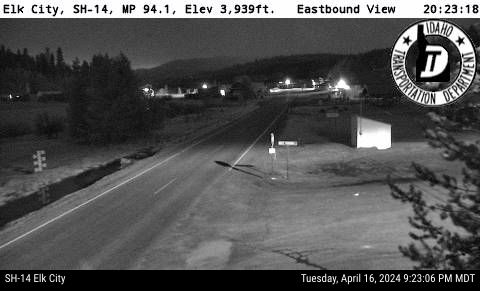 Elk City, SH-14, MP 94.1, Elev 3,939ft.   Eastbound View   20:23:18
IDAHO
TRANSPORTATION DEPARTMENT
SH-14 Elk City
Tuesday, April 16, 2024 9:23:06 PM MDT